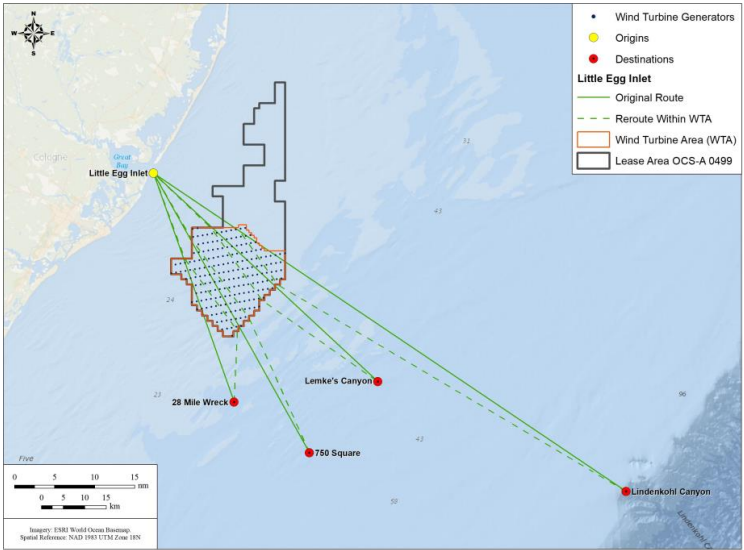 N
W
E
S
Wind Turbine Generators
Origins
Destinations
Little Egg Inlet
Original Route
Reroute Within WTA
Wind Turbine Area (WTA)
Lease Area OCS-A 0499
Cologne
Great
Bay
Little Egg Inlet
43
24
Lemke's Canyon
28 Mile Wreck
23
96
750 Square
Five
Lindenkohl Canyon
0 5 10 15
nm
0 5 10 15
km
Imagery: ESRI World Ocean Basemap.
Spatial Reference: NAD 1983 UTM Zone 18N